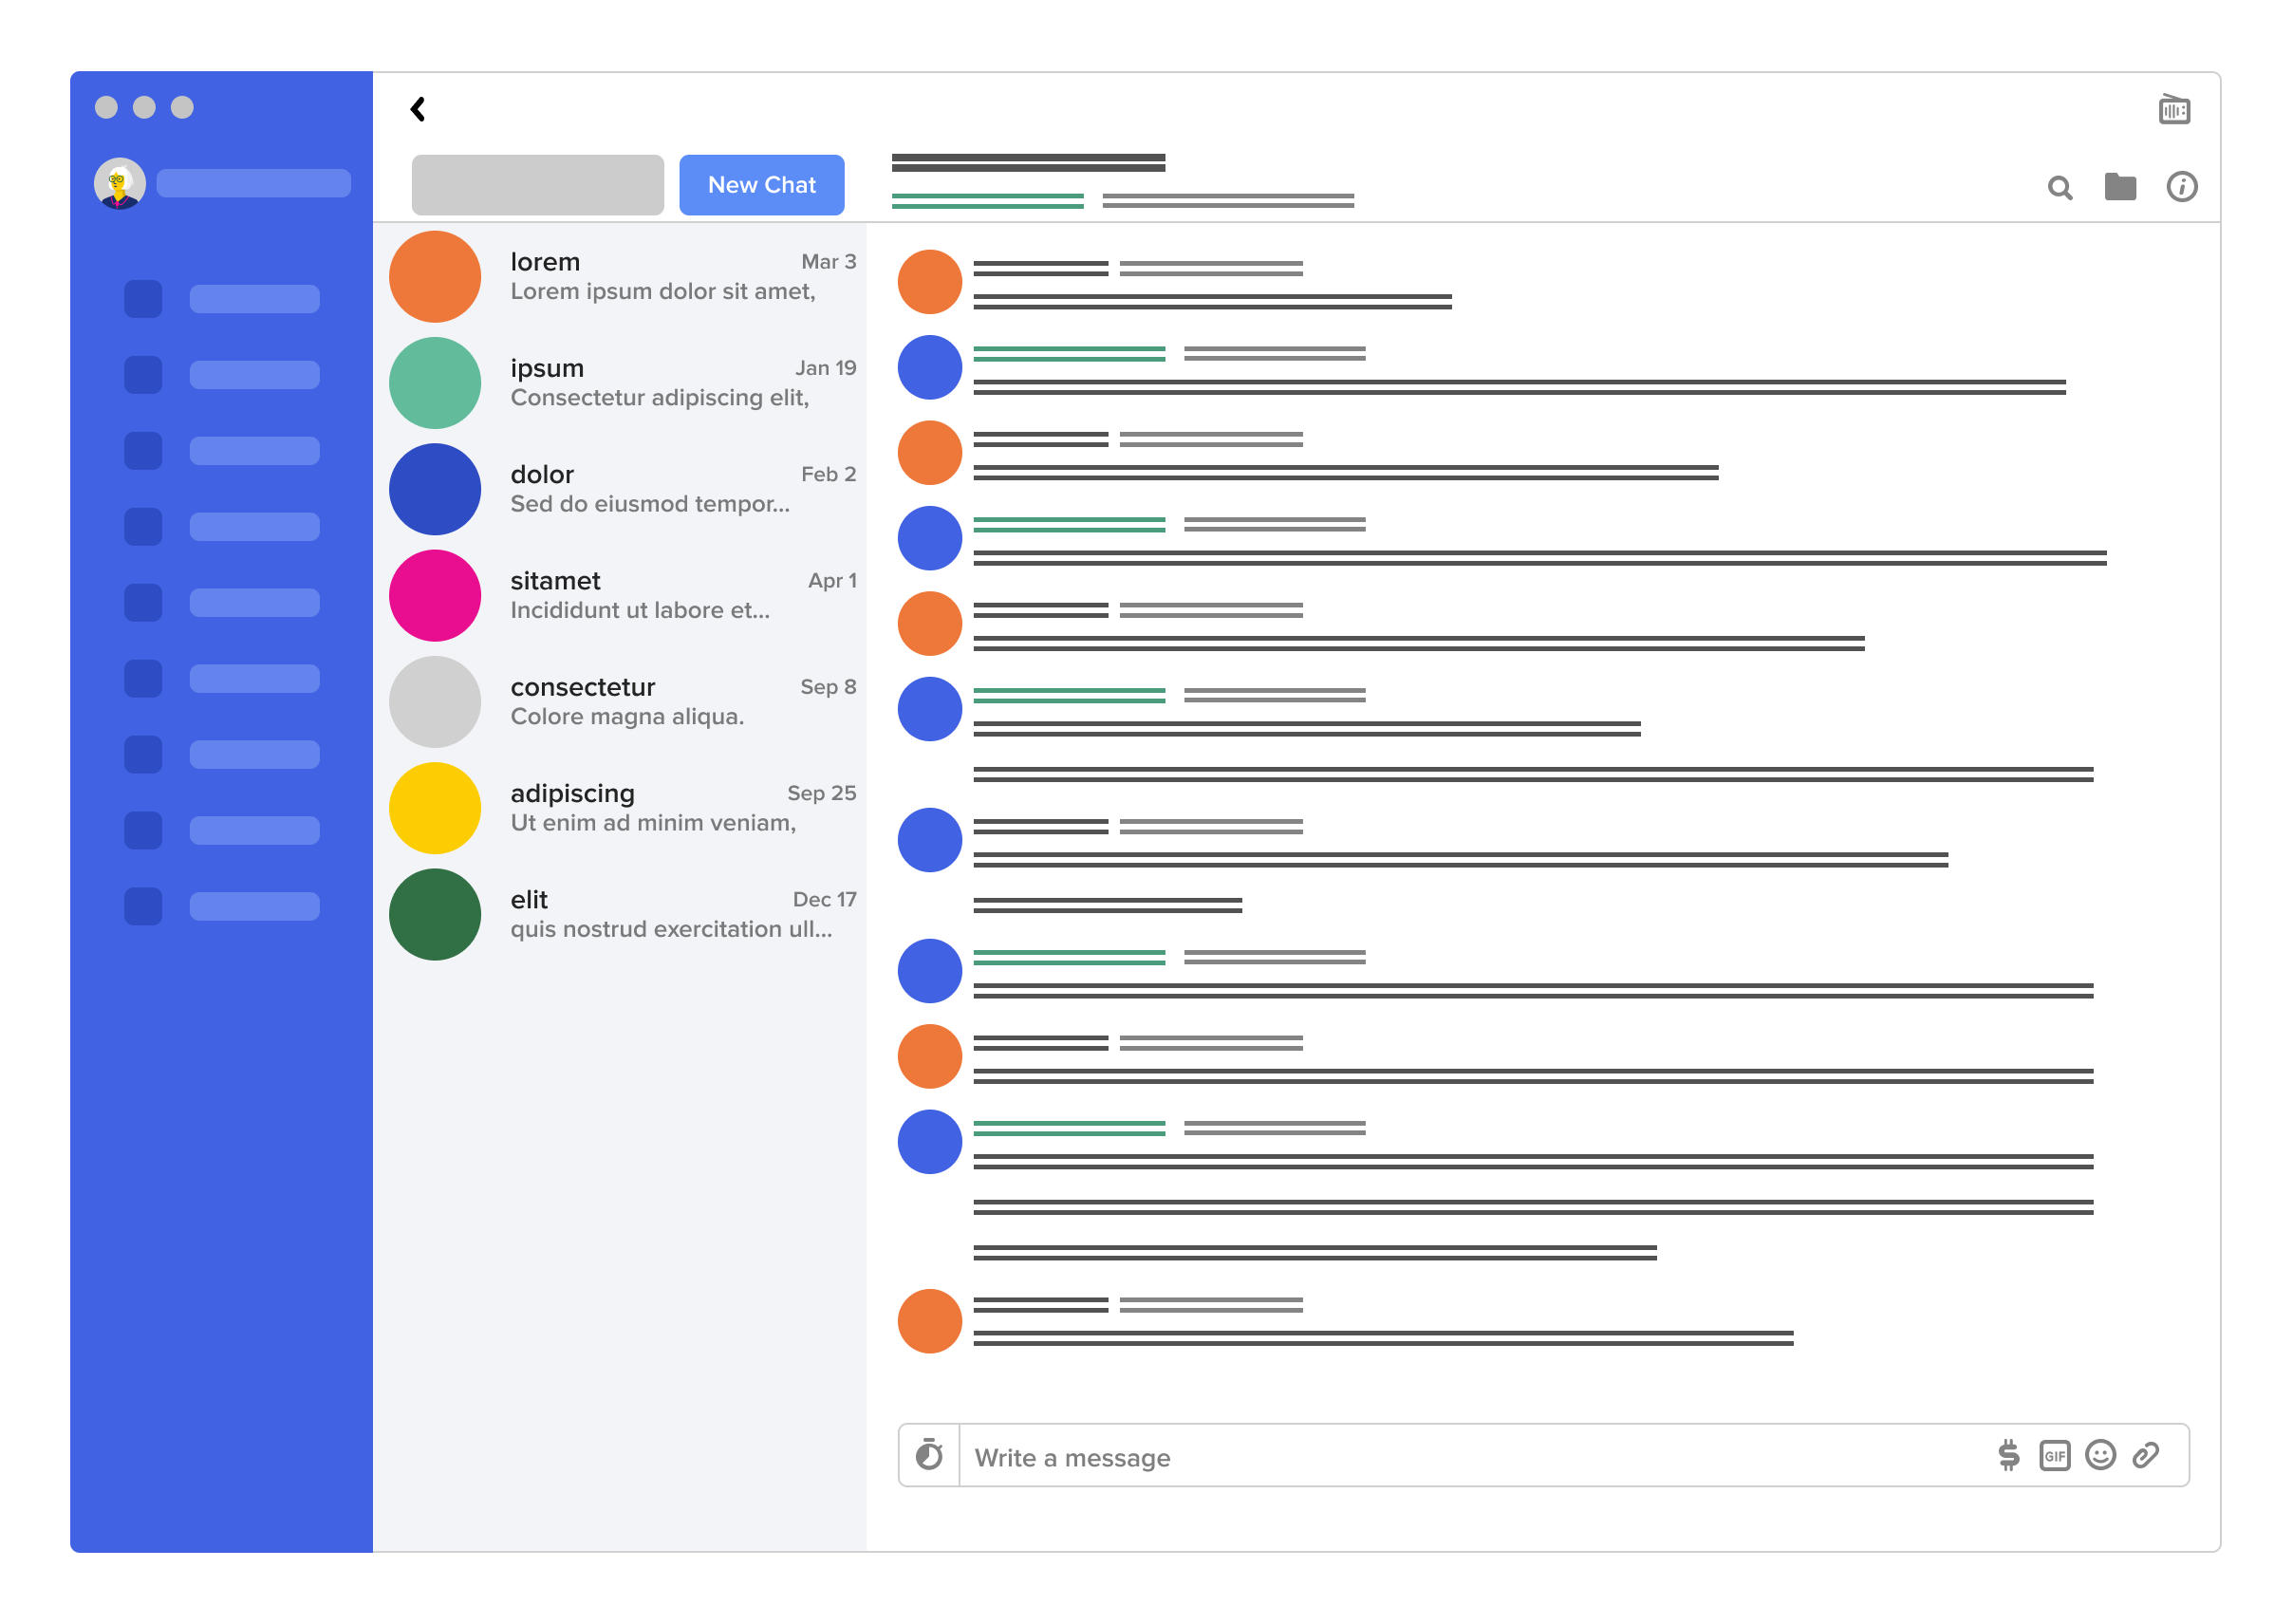 New Chat
lorem
Mar 3
Lorem ipsum dolor sit amet,
ipsum
Jan 19
Consectetur adipiscing elit,
dolor
Feb 2
Sed do eiusmod tempor...
sitamet
Apr 1
Incididunt ut labore et...
consectetur
Sep 8
Colore magna aliqua.
adipiscing
Sep 25
Ut enim ad minim veniam,
elit
Dec 17
quis nostrud exercitation ull...
Write a message
GIF